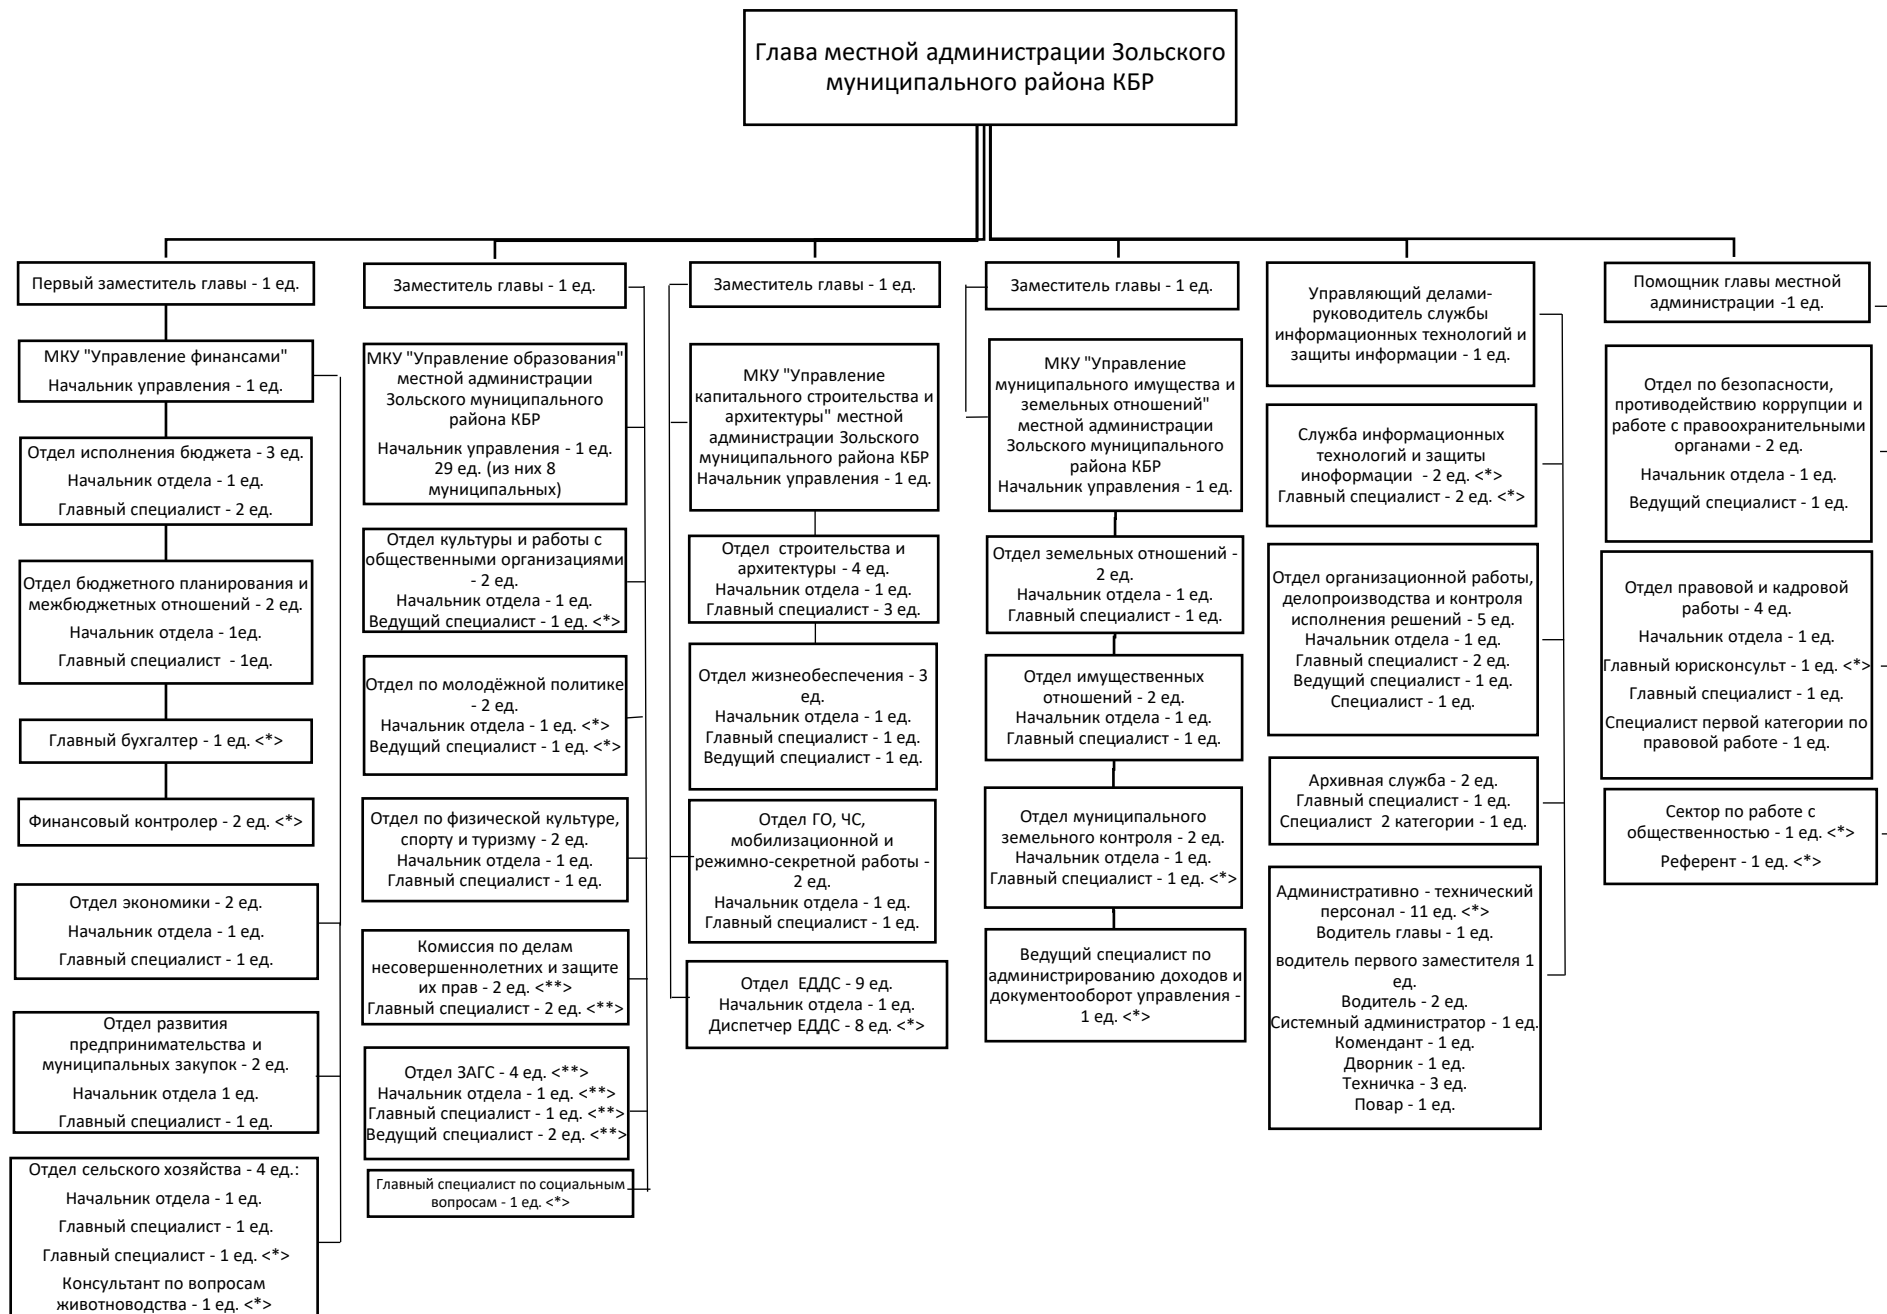 Глава местной администрации Зольского
муниципального района КБР
Первый заместитель главы - 1 ед.
МКУ "Управление финансами"
Начальник управления - 1 ед.
Отдел исполнения бюджета - 3 ед.
Начальник отдела - 1 ед.
Главный специалист - 2 ед.
Отдел бюджетного планирования и
межбюджетных отношений - 2 ед.
Начальник отдела - 1ед.
Главный специалист - 1ед.
Главный бухгалтер - 1 ед. <*>
Финансовый контролер - 2 ед. <*>
Отдел экономики - 2 ед.
Начальник отдела - 1 ед.
Главный специалист - 1 ед.
Отдел развития
предпринимательства и
муниципальных закупок - 2 ед.
Начальник отдела 1 ед.
Главный специалист - 1 ед.
Отдел сельского хозяйства - 4 ед.:
Начальник отдела - 1 ед.
Главный специалист - 1 ед.
Главный специалист - 1 ед. <*>
Консультант по вопросам
животноводства - 1 ед. <*>
Заместитель главы - 1 ед.
МКУ "Управление образования"
местной администрации
Зольского муниципального
района КБР
Начальник управления - 1 ед.
29 ед. (из них 8
муниципальных)
Отдел культуры и работы с
общественными организациями
- 2 ед.
Начальник отдела - 1 ед.
Ведущий специалист - 1 ед. <*>
Отдел по молодёжной политике
- 2 ед.
Начальник отдела - 1 ед. <*>
Ведущий специалист - 1 ед. <*>
Отдел по физической культуре,
спорту и туризму - 2 ед.
Начальник отдела - 1 ед.
Главный специалист - 1 ед.
Комиссия по делам
несовершеннолетних и защите
их прав - 2 ед. <**>
Главный специалист - 2 ед. <**>
Отдел ЗАГС - 4 ед. <**>
Начальник отдела - 1 ед. <**>
Главный специалист - 1 ед. <**>
Ведущий специалист - 2 ед. <**>
Главный специалист по социальным
вопросам - 1 ед. <*>
Заместитель главы - 1 ед.
МКУ "Управление
капитального строительства и
архитектуры" местной
администрации Зольского
муниципального района КБР
Начальник управления - 1 ед.
Отдел строительства и
архитектуры - 4 ед.
Начальник отдела - 1 ед.
Главный специалист - 3 ед.
Отдел жизнеобеспечения - 3
ед.
Начальник отдела - 1 ед.
Главный специалист - 1 ед.
Ведущий специалист - 1 ед.
Отдел ГО, ЧС,
мобилизационной и
режимно-секретной работы -
2 ед.
Начальник отдела - 1 ед.
Главный специалист - 1 ед.
Отдел ЕДДС - 9 ед.
Начальник отдела - 1 ед.
Диспетчер ЕДДС - 8 ед. <*>
Заместитель главы - 1 ед.
МКУ "Управление
муниципального имущества и
земельных отношений"
местной администрации
Зольского муниципального
района КБР
Начальник управления - 1 ед.
Отдел земельных отношений -
2 ед.
Начальник отдела - 1 ед.
Главный специалист - 1 ед.
Отдел имущественных
отношений - 2 ед.
Начальник отдела - 1 ед.
Главный специалист - 1 ед.
Отдел муниципального
земельного контроля - 2 ед.
Начальник отдела - 1 ед.
Главный специалист - 1 ед. <*>
Ведущий специалист по
администрированию доходов и
документооборот управления -
1 ед. <*>
Управляющий делами-
руководитель службы
информационных технологий и
защиты информации - 1 ед.
Служба информационных
технологий и защиты
иноформации - 2 ед. <*>
Главный специалист - 2 ед. <*>
Отдел организационной работы,
делопроизводства и контроля
исполнения решений - 5 ед.
Начальник отдела - 1 ед.
Главный специалист - 2 ед.
Ведущий специалист - 1 ед.
Специалист - 1 ед.
Архивная служба - 2 ед.
Главный специалист - 1 ед.
Специалист 2 категории - 1 ед.
Административно - технический
персонал - 11 ед. <*>
Водитель главы - 1 ед.
водитель первого заместителя 1
ед.
Водитель - 2 ед.
Системный администратор - 1 ед.
Комендант - 1 ед.
Дворник - 1 ед.
Техничка - 3 ед.
Повар - 1 ед.
Помощник главы местной
администрации -1 ед.
Отдел по безопасности,
противодействию коррупции и
работе с правоохранительными
органами - 2 ед.
Начальник отдела - 1 ед.
Ведущий специалист - 1 ед.
Отдел правовой и кадровой
работы - 4 ед.
Начальник отдела - 1 ед.
Главный юрисконсульт - 1 ед. <*>
Главный специалист - 1 ед.
Специалист первой категории по
правовой работе - 1 ед.
Сектор по работе с
общественностью - 1 ед. <*>
Референт - 1 ед. <*>